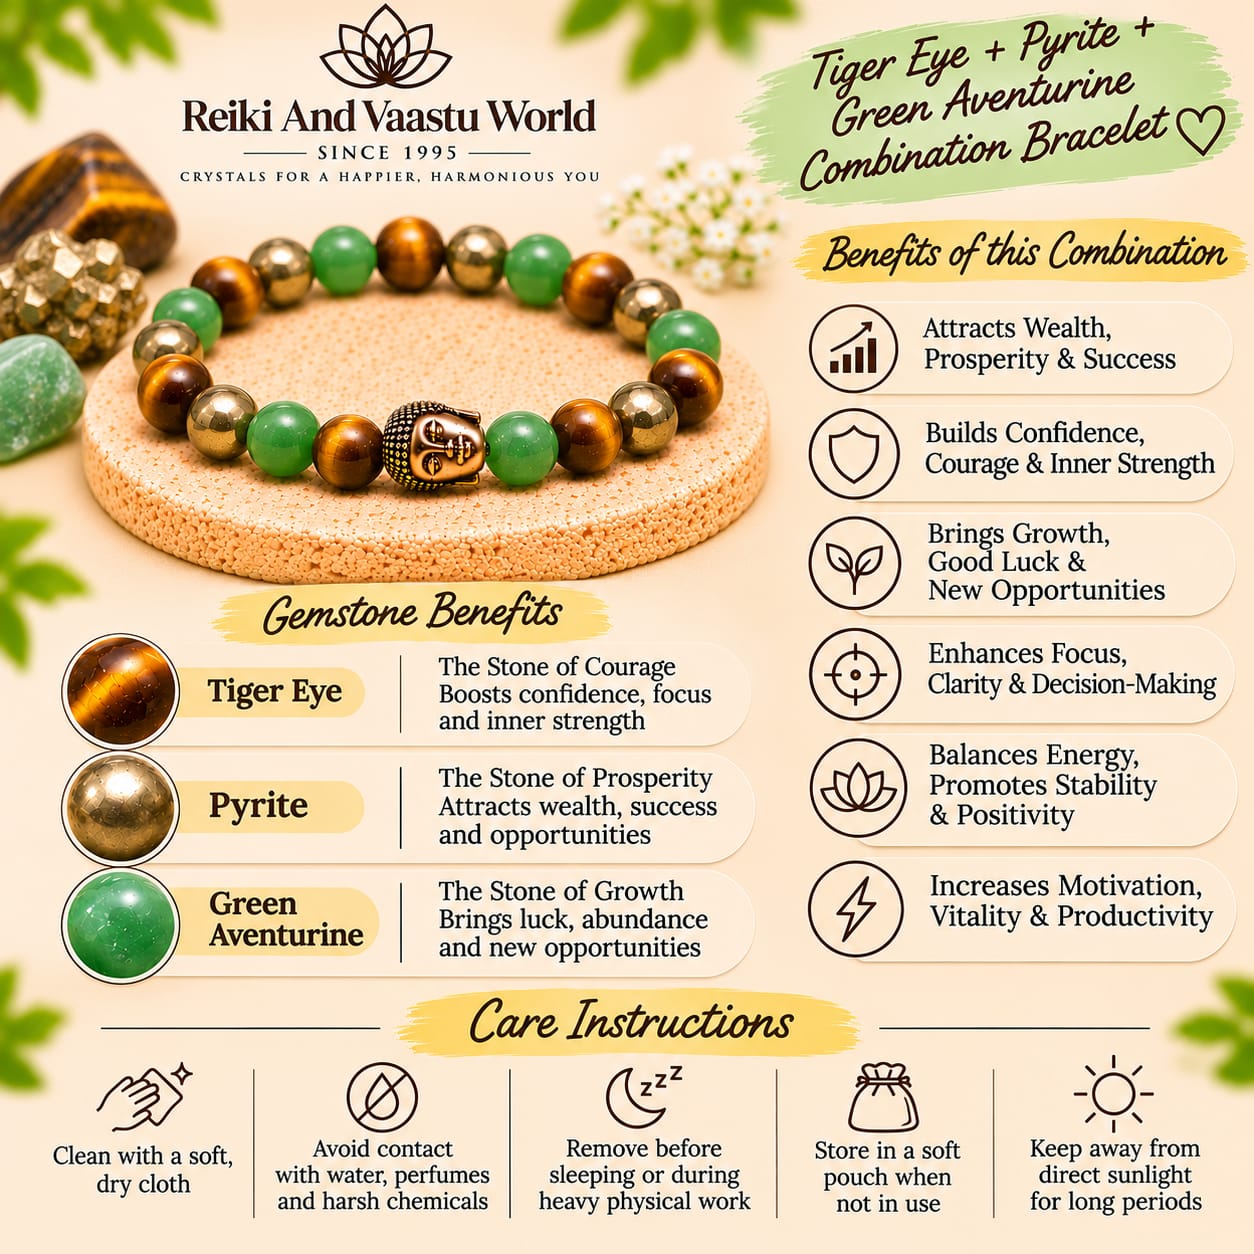 Reiki And Vaastu World
SINCE 1995
CRYSTALS FOR A HAPPIER, HARMONIOUS YOU
Tiger Eye + Pyrite +
Green Aventurine
Combination Bracelet
Benefits of this Combination
Attracts Wealth,
Prosperity & Success
Builds Confidence,
Courage & Inner Strength
Brings Growth,
Good Luck &
New Opportunities
Enhances Focus,
Clarity & Decision-Making
Balances Energy,
Promotes Stability
& Positivity
Increases Motivation,
Vitality & Productivity
Gemstone Benefits
Tiger Eye
The Stone of Courage
Boosts confidence, focus
and inner strength
Pyrite
The Stone of Prosperity
Attracts wealth, success
and opportunities
Green
Aventurine
The Stone of Growth
Brings luck, abundance
and new opportunities
Care Instructions
Clean with a soft,
dry cloth
Avoid contact
with water, perfumes
and harsh chemicals
zzz
Remove before
sleeping or during
heavy physical work
Store in a soft
pouch when
not in use
Keep away from
direct sunlight
for long periods